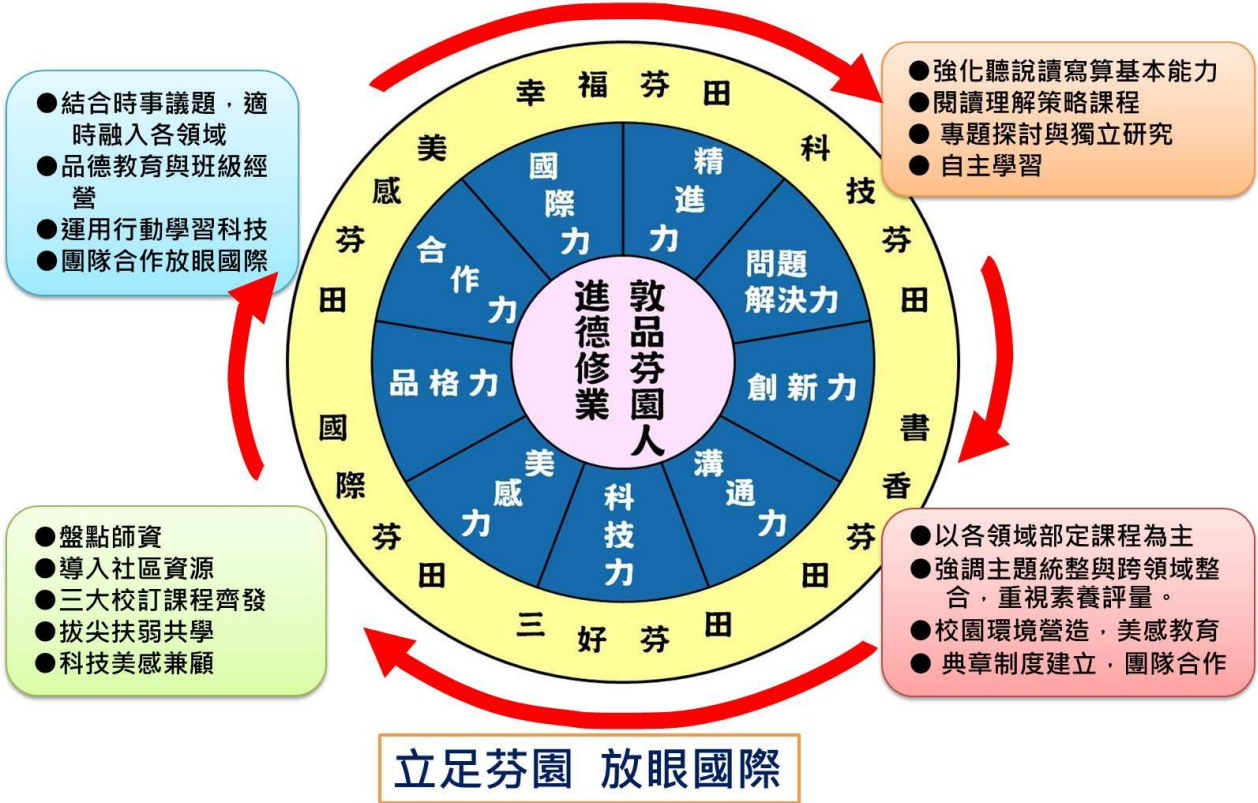 ●結合時事議題，適
時融入各領域
●品德教育與班級經
營
●運用行動學習科技
●團隊合作放眼國際
●強化聽說讀寫算基本能力
●閱讀理解策略課程
● 專題探討與獨立研究
● 自主學習
幸福芬田
科技芬田
書香芬田
三好芬田
國際芬田
美感芬田
國際力
精進力
問題
解決力
創新力
溝通力
科技力
美感力
品格力
合作力
敦品芬園人
進德修業
●盤點師資
●導入社區資源
●三大校訂課程齊發
●拔尖扶弱共學
●科技美感兼顧
●以各領域部定課程為主
●強調主題統整與跨領域整
合，重視素養評量。
●校園環境營造，美感教育
● 典章制度建立，團隊合作
立足芬園 放眼國際